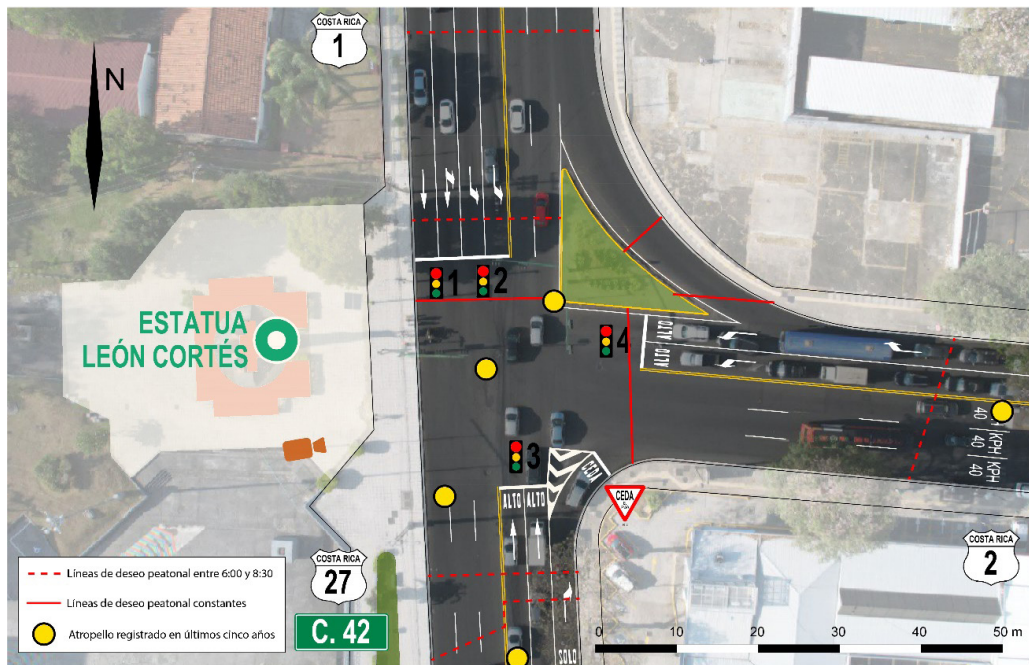 COSTA RICA
1
N
1
2
ESTATUA
LEÓN CORTÉS
4
ALTO
ALTO
40 KPH
40 KPH
40 KPH
3
CEDA
ALTO ALTO
CEDA
COSTA RICA
27
COSTA RICA
2
Líneas de deseo peatonal entre 6:00 y 8:30
Líneas de deseo peatonal constantes
Atropello registrado en últimos cinco años
C. 42
SOLO
0 10 20 30 40 50 m